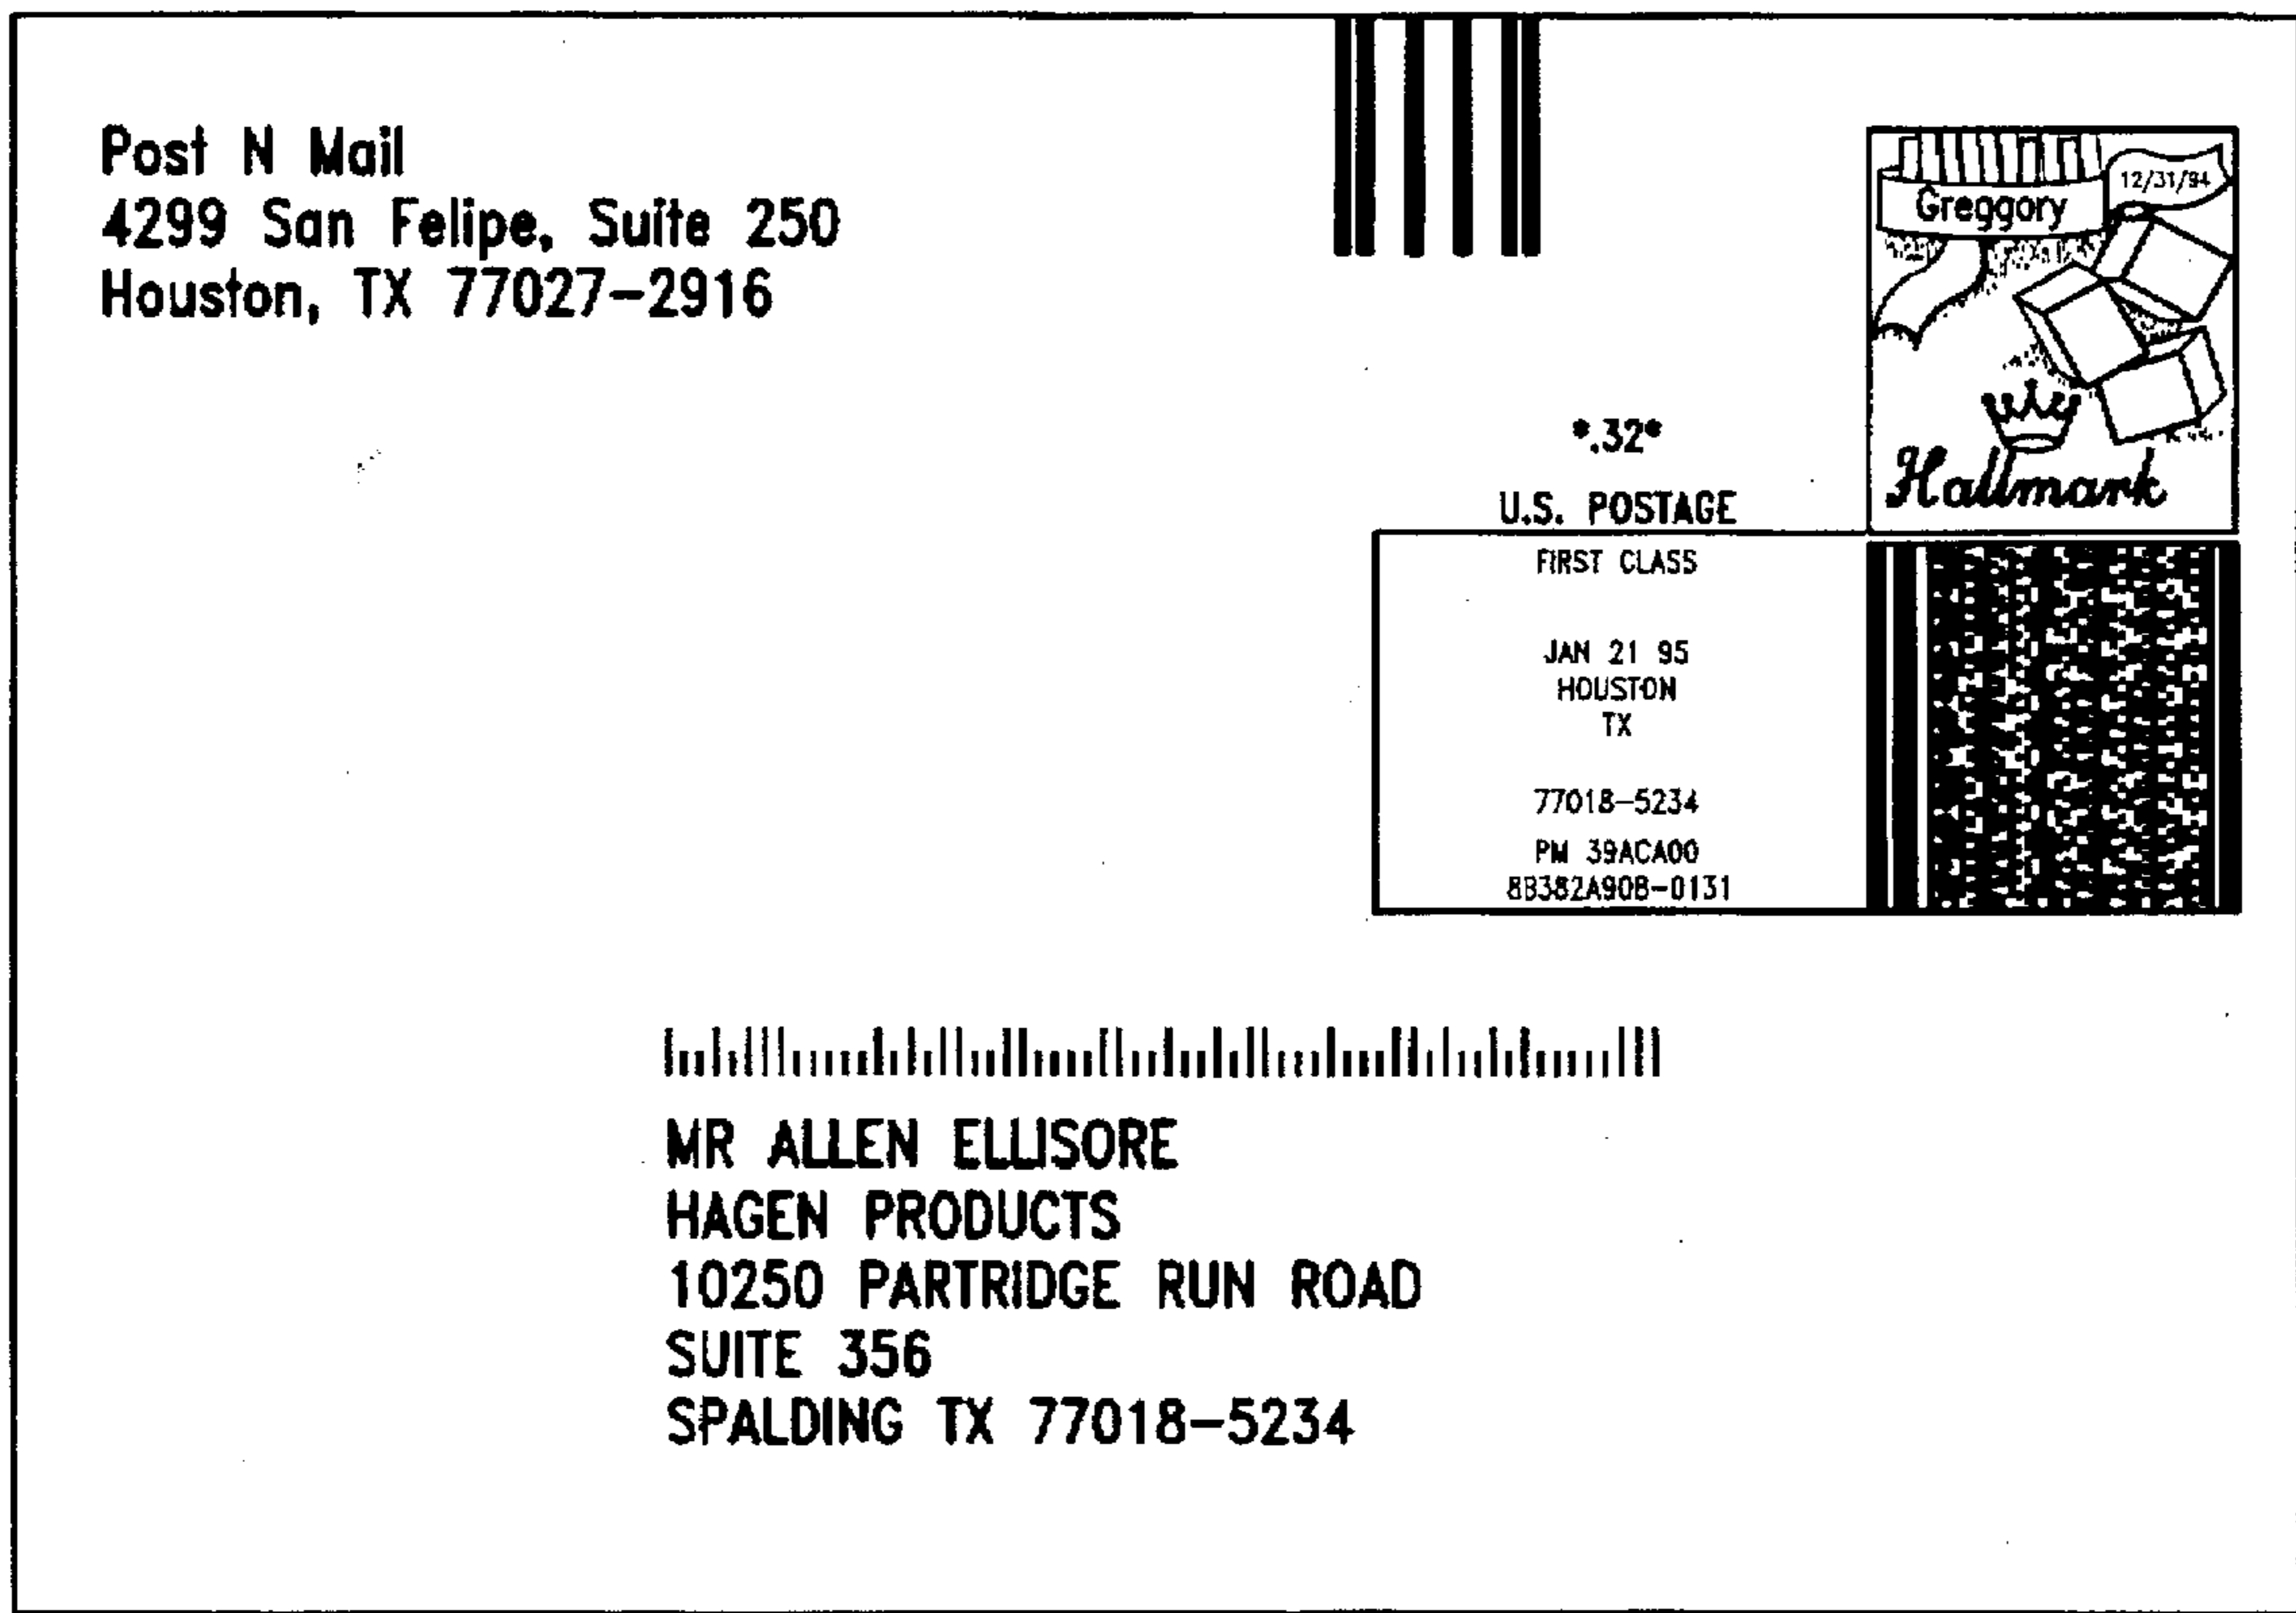 Post N Mail
4299 San Felipe, Suite 250
Houston, TX 77027-2916
12/31/94
Greggory
Hallmark
*.32*
U.S. POSTAGE
FIRST CLASS
JAN 21 95
HOUSTON
TX
77018-5234
PM 39ACA00
8B382A90B-0131
MR ALLEN ELLISORE
HAGEN PRODUCTS
10250 PARTRIDGE RUN ROAD
SUITE 356
SPALDING TX 77018-5234